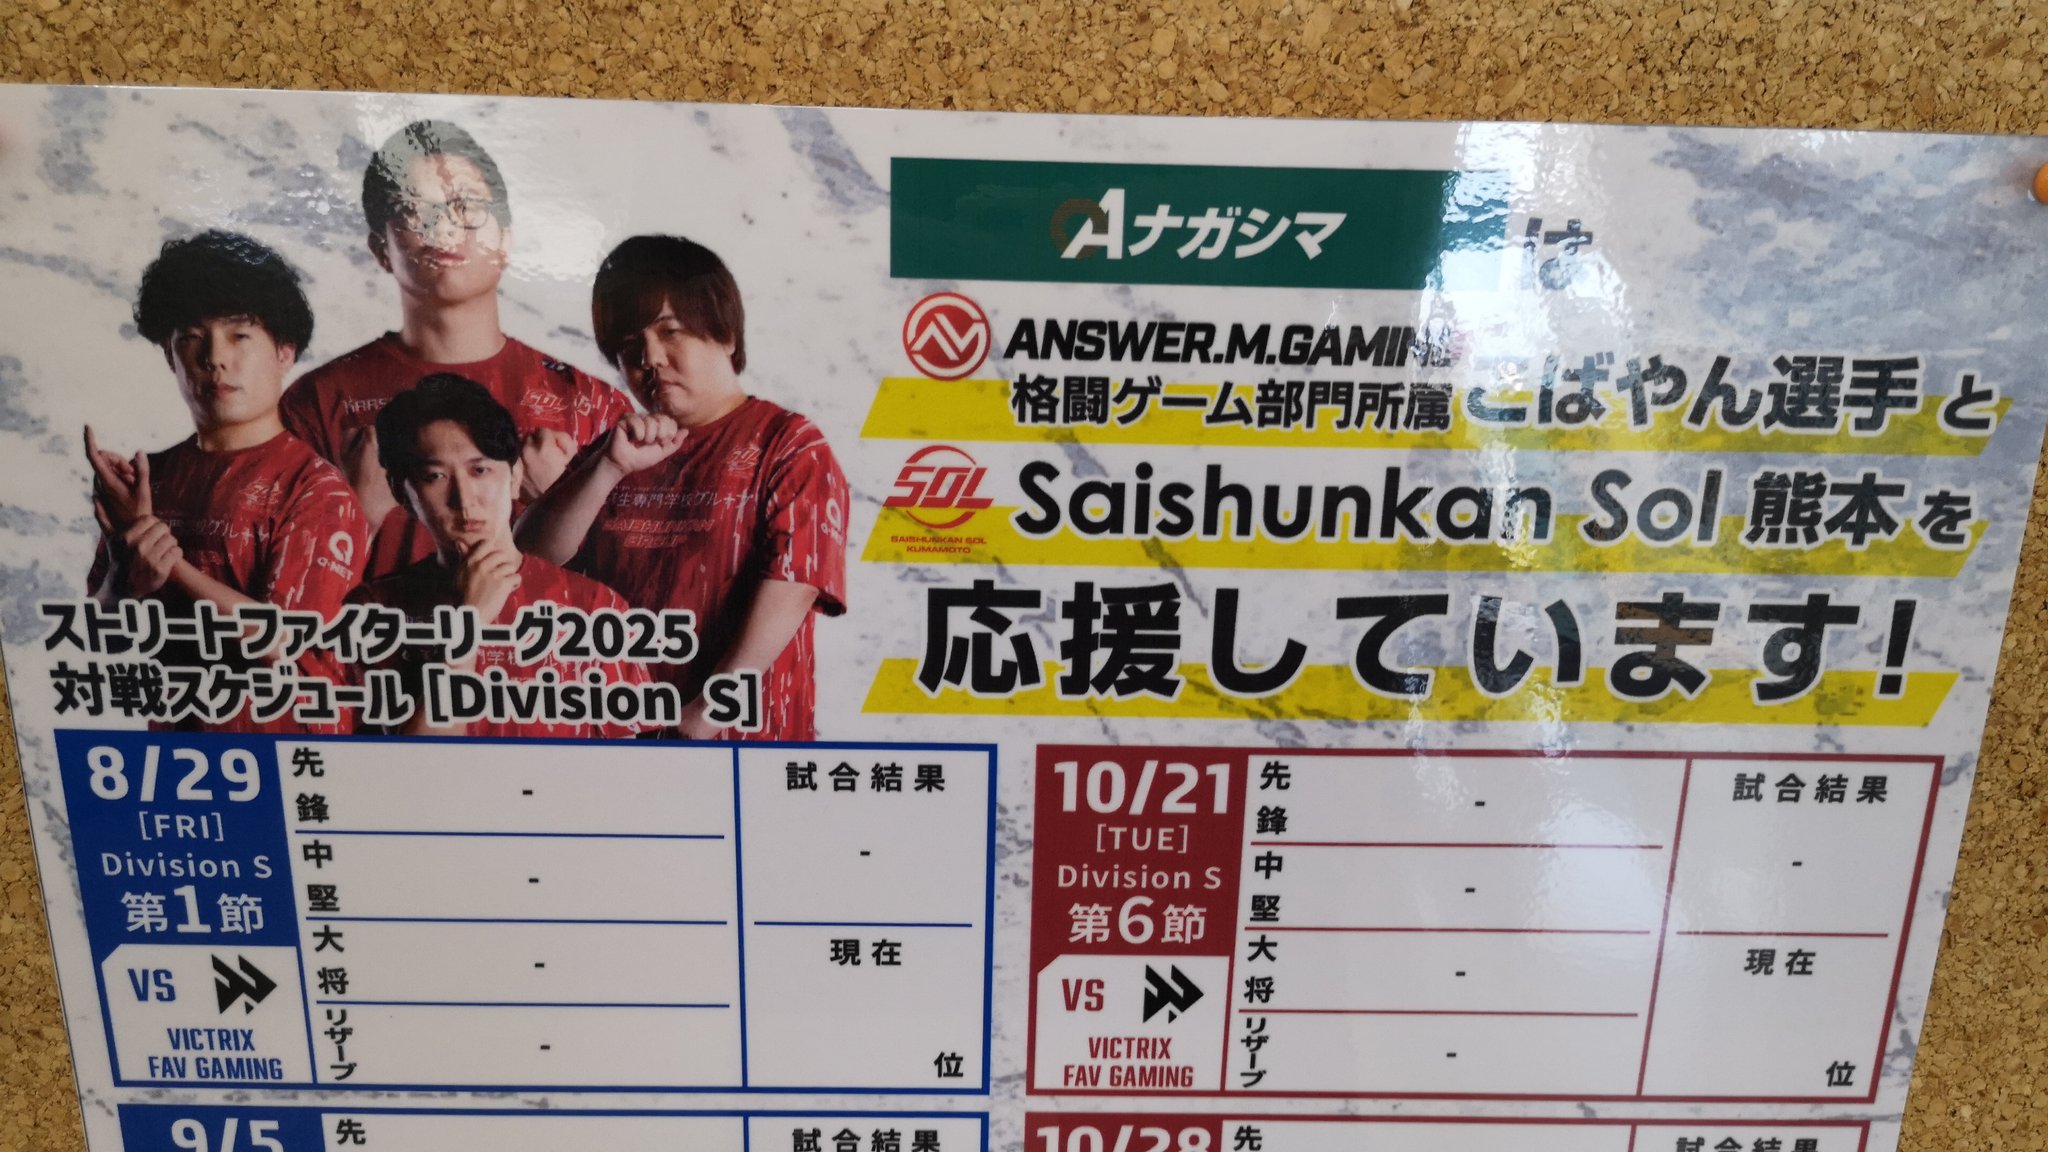 ナガシマ は
ANSWER.M.GAMING
格闘ゲーム部門所属 こばやん選手 と
SOL
SAISHUNKAN SOL
KUMAMOTO
Saishunkan Sol 熊本 を
応援しています!
Q-NET
ストリートファイターリーグ2025
対戦スケジュール [Division S]
8/29
[FRI]
Division S
第1節
VS
VICTRIX
FAV GAMING
先鋒 -
中堅 -
大将 -
リザーブ -
試合結果
-
現在
位
10/21
[TUE]
Division S
第6節
VS
VICTRIX
FAV GAMING
先鋒 -
中堅 -
大将 -
リザーブ -
試合結果
-
現在
位
9/5
先
試合結果
10/28
先
試合結果